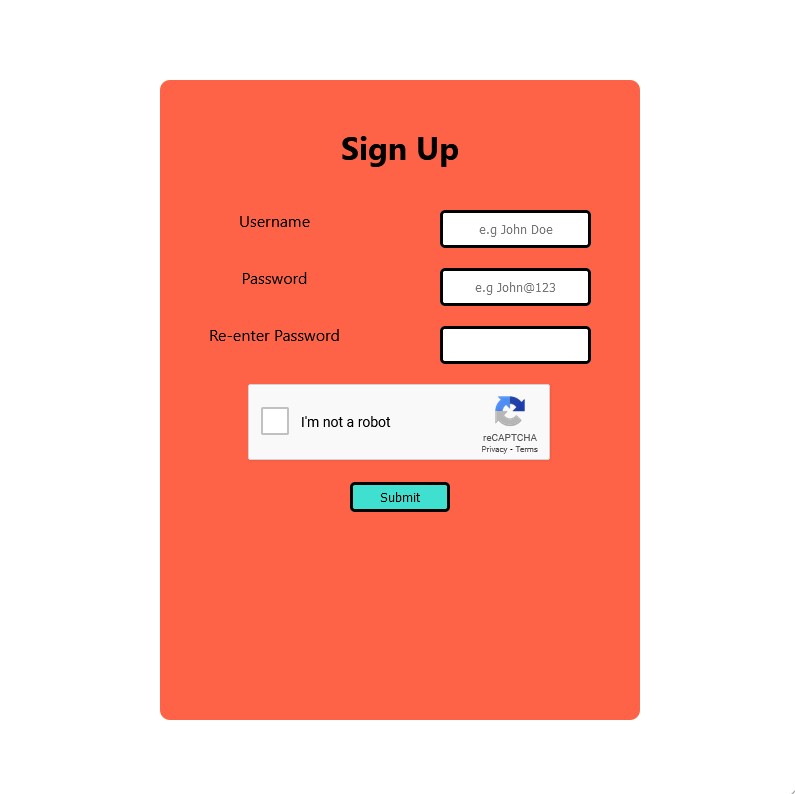 Sign Up
Username
e.g John Doe
Password
e.g John@123
Re-enter Password
I'm not a robot
reCAPTCHA
Privacy - Terms
Submit